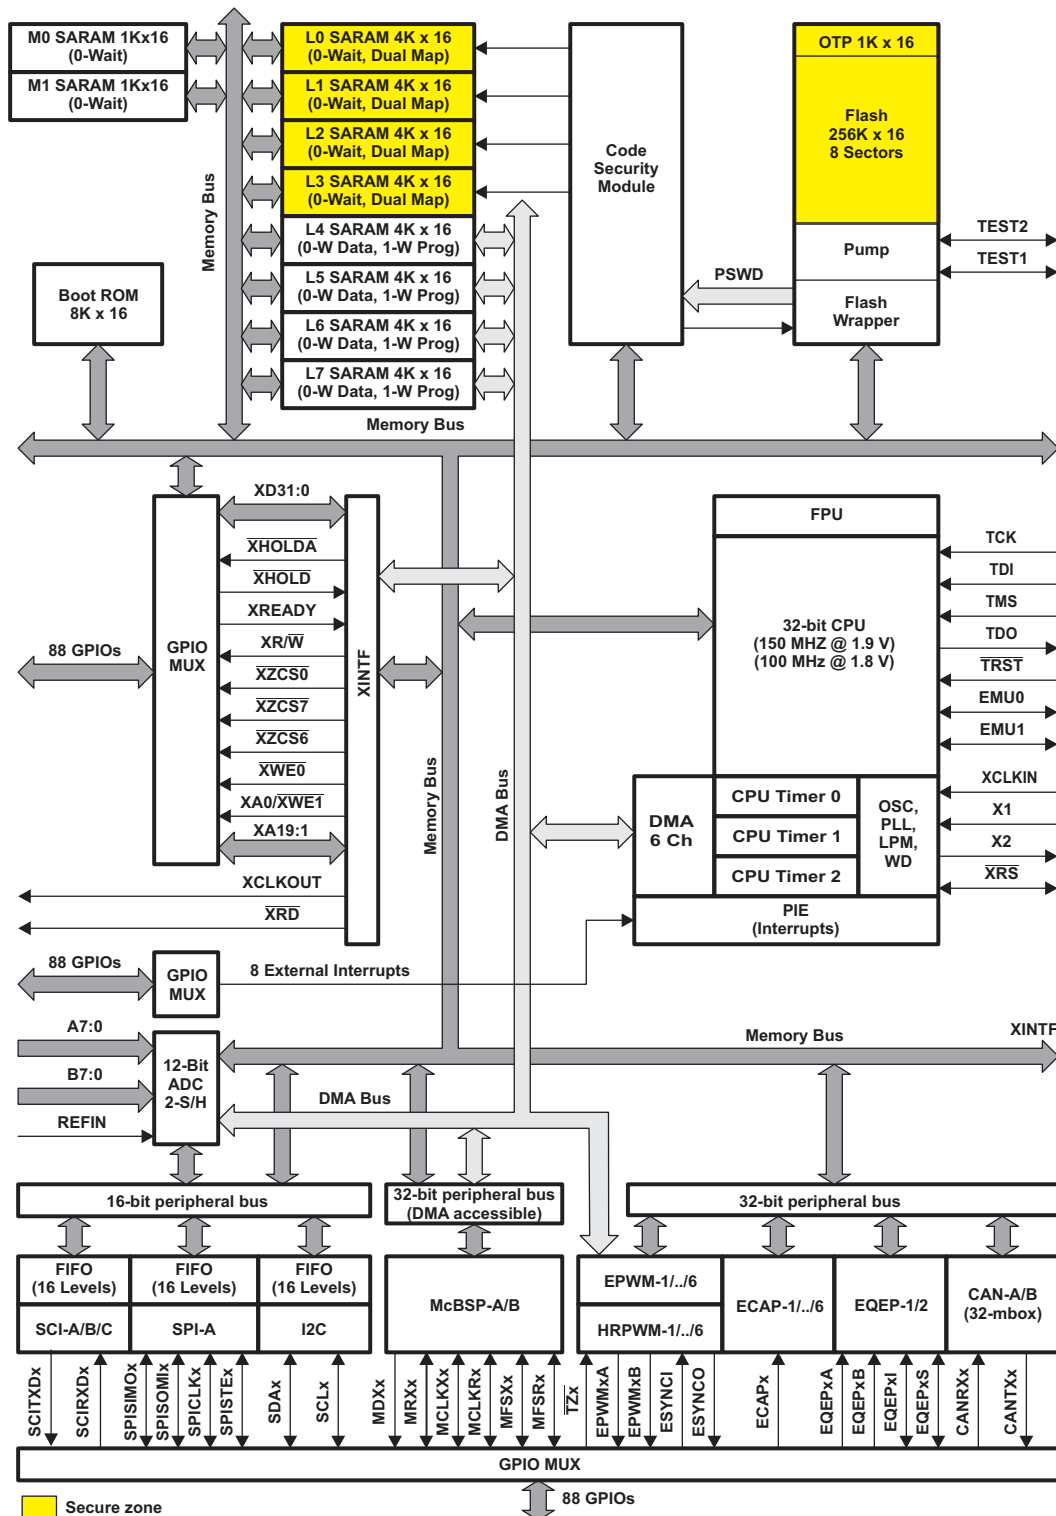 M0 SARAM 1Kx16
(0-Wait)
M1 SARAM 1Kx16
(0-Wait)
L0 SARAM 4K x 16
(0-Wait, Dual Map)
L1 SARAM 4K x 16
(0-Wait, Dual Map)
L2 SARAM 4K x 16
(0-Wait, Dual Map)
L3 SARAM 4K x 16
(0-Wait, Dual Map)
L4 SARAM 4K x 16
(0-W Data, 1-W Prog)
L5 SARAM 4K x 16
(0-W Data, 1-W Prog)
L6 SARAM 4K x 16
(0-W Data, 1-W Prog)
L7 SARAM 4K x 16
(0-W Data, 1-W Prog)
Memory Bus
Boot ROM
8K x 16
Code
Security
Module
PSWD
OTP 1K x 16
Flash
256K x 16
8 Sectors
Pump
Flash
Wrapper
TEST2
TEST1
Memory Bus
XD31:0
XHOLDA
XHOLD
XREADY
XR/W
XZCS0
XZCS7
XZCS6
XWE0
XA0/XWE1
XA19:1
XCLKOUT
XRD
88 GPIOs
GPIO
MUX
XINTF
Memory Bus
DMA Bus
FPU
32-bit CPU
(150 MHZ @ 1.9 V)
(100 MHz @ 1.8 V)
TCK
TDI
TMS
TDO
TRST
EMU0
EMU1
XCLKIN
X1
X2
XRS
DMA
6 Ch
CPU Timer 0
CPU Timer 1
CPU Timer 2
OSC,
PLL,
LPM,
WD
PIE
(Interrupts)
88 GPIOs
GPIO
MUX
8 External Interrupts
A7:0
B7:0
REFIN
12-Bit
ADC
2-S/H
Memory Bus
XINTF
DMA Bus
16-bit peripheral bus
32-bit peripheral bus
(DMA accessible)
32-bit peripheral bus
FIFO
(16 Levels)
FIFO
(16 Levels)
FIFO
(16 Levels)
SCI-A/B/C
SPI-A
I2C
McBSP-A/B
EPWM-1/../6
HRPWM-1/../6
ECAP-1/../6
EQEP-1/2
CAN-A/B
(32-mbox)
SCITXDx
SCIRXDx
SPISIMOx
SPISOMIx
SPICLKx
SPISTEx
SDAx
SCLx
MDXx
MRXx
MCLKXx
MCLKRx
MFSXx
MFSRx
TZx
EPWMxA
EPWMxB
ESYNCI
ESYNCO
ECAPx
EQEPxA
EQEPxB
EQEPxI
EQEPxS
CANRXx
CANTXx
GPIO MUX
88 GPIOs
Secure zone